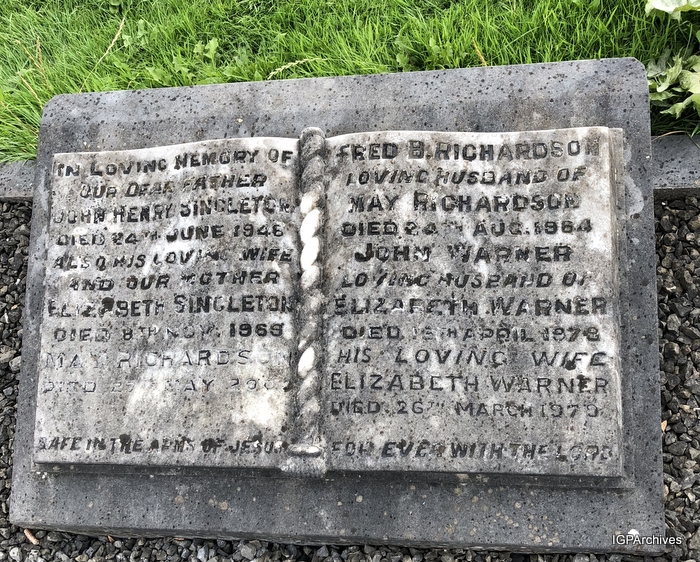 IN LOVING MEMORY OF
OUR DEAR FATHER
JOHN HENRY SINGLETON
DIED 24TH JUNE 1946
ALSO HIS LOVING WIFE
AND OUR MOTHER
ELIZABETH SINGLETON
DIED 8TH NOV. 1969
MAY RICHARDSON
DIED MAY
SAFE IN THE ARMS OF JESUS
FRED B. RICHARDSON
LOVING HUSBAND OF
MAY RICHARDSON
DIED 24TH AUG. 1964
JOHN WARNER
LOVING HUSBAND OF
ELIZABETH WARNER
DIED APRIL 1978
HIS LOVING WIFE
ELIZABETH WARNER
DIED 26TH MARCH 1979
FOR EVER WITH THE LORD
IGPArchives